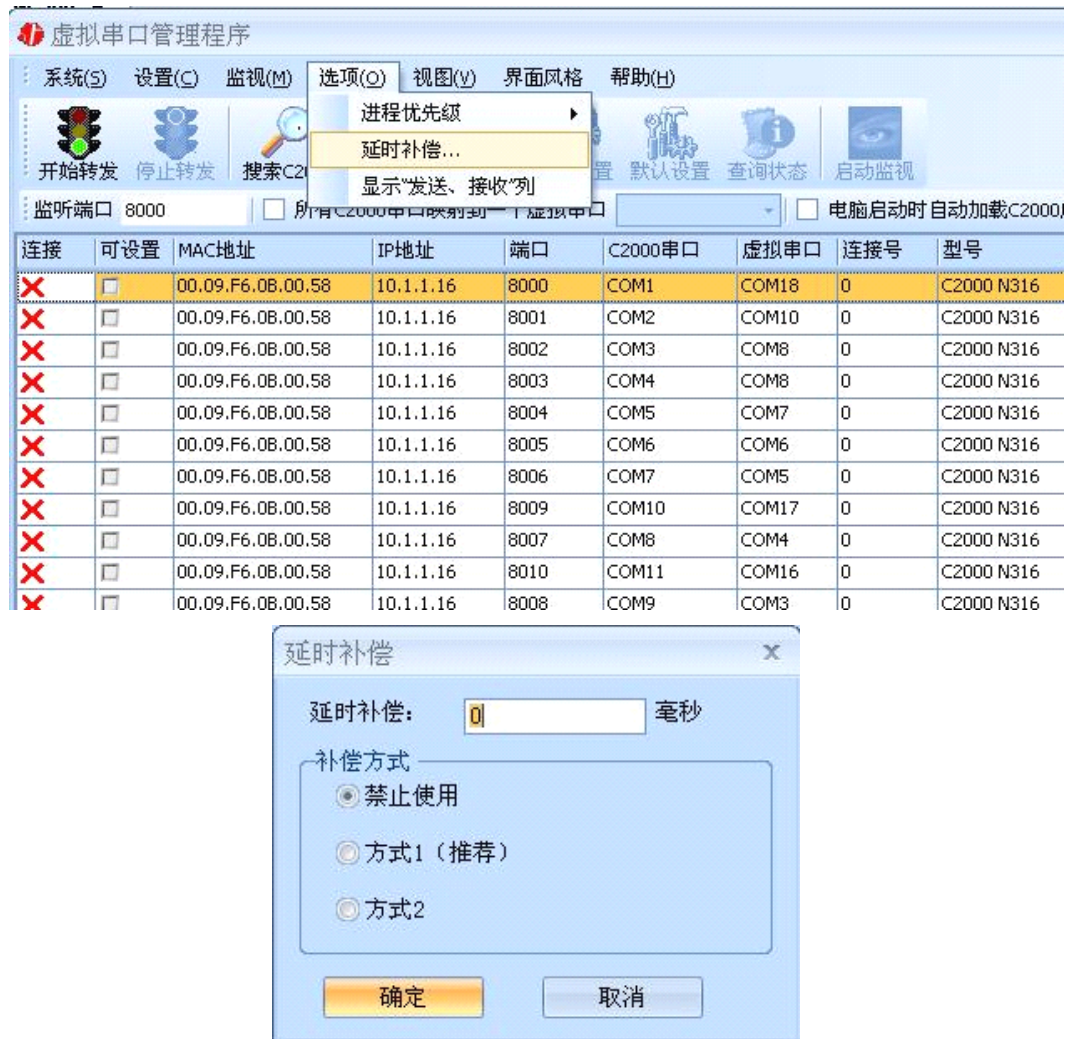 虚拟串口管理程序
系统(S) 设置(C) 监视(M) 选项(O) 视图(V) 界面风格 帮助(H)
进程优先级
延时补偿...
显示"发送、接收"列
开始转发 停止转发 搜索C20 置 默认设置 查询状态 启动监视
监听端口 8000 所有C2000串口映射到一个虚拟串口 电脑启动时自动加载C2000
连接 可设置 MAC地址 IP地址 端口 C2000串口 虚拟串口 连接号 型号
00.09.F6.0B.00.58 10.1.1.16 8000 COM1 COM18 0 C2000 N316
00.09.F6.0B.00.58 10.1.1.16 8001 COM2 COM10 0 C2000 N316
00.09.F6.0B.00.58 10.1.1.16 8002 COM3 COM8 0 C2000 N316
00.09.F6.0B.00.58 10.1.1.16 8003 COM4 COM8 0 C2000 N316
00.09.F6.0B.00.58 10.1.1.16 8004 COM5 COM7 0 C2000 N316
00.09.F6.0B.00.58 10.1.1.16 8005 COM6 COM6 0 C2000 N316
00.09.F6.0B.00.58 10.1.1.16 8006 COM7 COM5 0 C2000 N316
00.09.F6.0B.00.58 10.1.1.16 8009 COM10 COM17 0 C2000 N316
00.09.F6.0B.00.58 10.1.1.16 8007 COM8 COM4 0 C2000 N316
00.09.F6.0B.00.58 10.1.1.16 8010 COM11 COM16 0 C2000 N316
00.09.F6.0B.00.58 10.1.1.16 8008 COM9 COM3 0 C2000 N316
延时补偿
延时补偿: 0 毫秒
补偿方式
禁止使用
方式1（推荐）
方式2
确定 取消